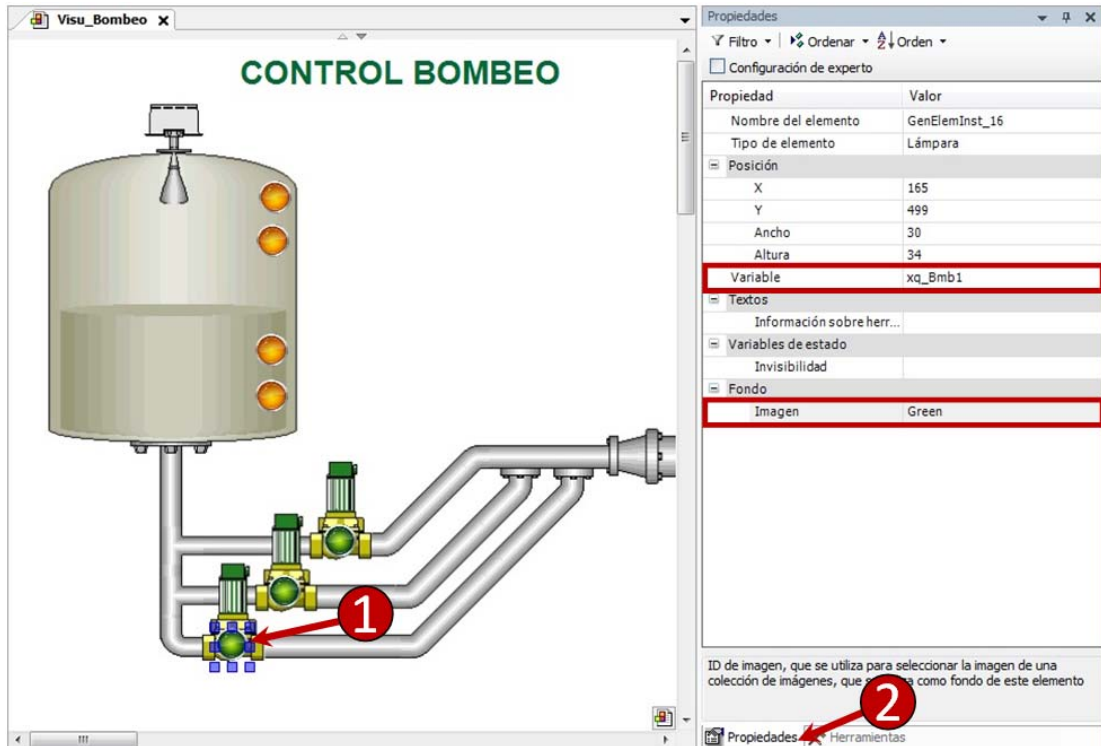 Visu_Bombeo X
CONTROL BOMBEO
1
Propiedades
Filtro Ordenar Orden
Configuración de experto
Propiedad Valor
Nombre del elemento GenElemInst_16
Tipo de elemento Lámpara
Posición
X 165
Y 499
Ancho 30
Altura 34
Variable xq_Bmb1
Textos
Información sobre herr...
Variables de estado
Invisibilidad
Fondo
Imagen Green
ID de imagen, que se utiliza para seleccionar la imagen de una
colección de imágenes, que como fondo de este elemento
2
Propiedades Herramientas